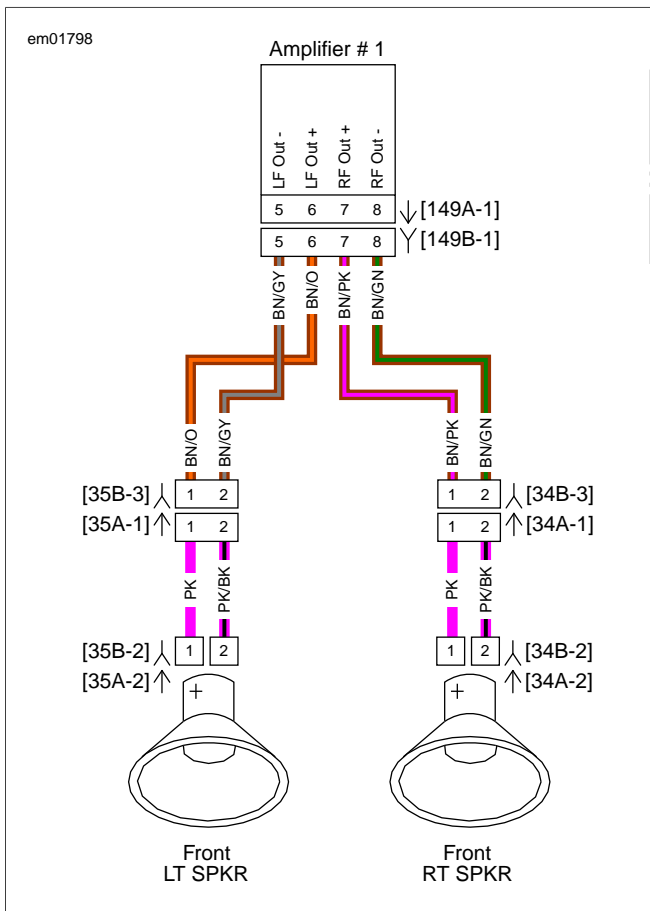 em01798
Amplifier # 1
LF Out -
LF Out +
RF Out +
RF Out -
5 6 7 8 [149A-1]
5 6 7 8 [149B-1]
BN/GY
BN/O
BN/PK
BN/GN
BN/O
BN/GY
BN/PK
BN/GN
[35B-3] 1 2
1 2 [34B-3]
[35A-1] 1 2
1 2 [34A-1]
PK
PK/BK
PK
PK/BK
[35B-2] 1 2
1 2 [34B-2]
[35A-2] +
+ [34A-2]
Front
LT SPKR
Front
RT SPKR